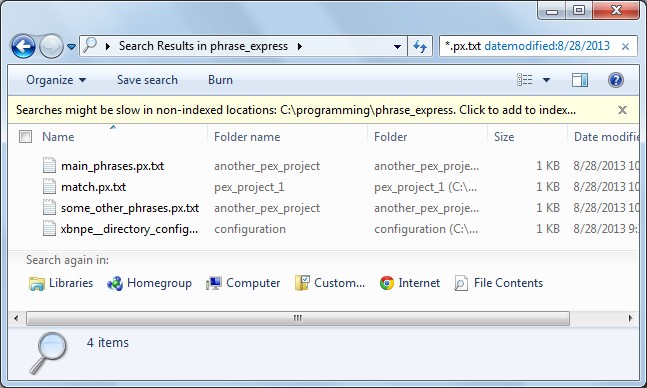 Search Results in phrase_express
*.px.txt datemodified:8/28/2013
Organize Save search Burn
Searches might be slow in non-indexed locations: C:\programming\phrase_express. Click to add to index...
Name Folder name Folder Size Date modifie
main_phrases.px.txt another_pex_project another_pex_proje... 1 KB 8/28/2013 10
match.px.txt pex_project_1 pex_project_1 (C:\... 1 KB 8/28/2013 10
some_other_phrases.px.txt another_pex_project another_pex_proje... 1 KB 8/28/2013 10
xbnpe__directory_config... configuration configuration (C:\... 1 KB 8/28/2013 9:
Search again in:
Libraries Homegroup Computer Custom... Internet File Contents
4 items